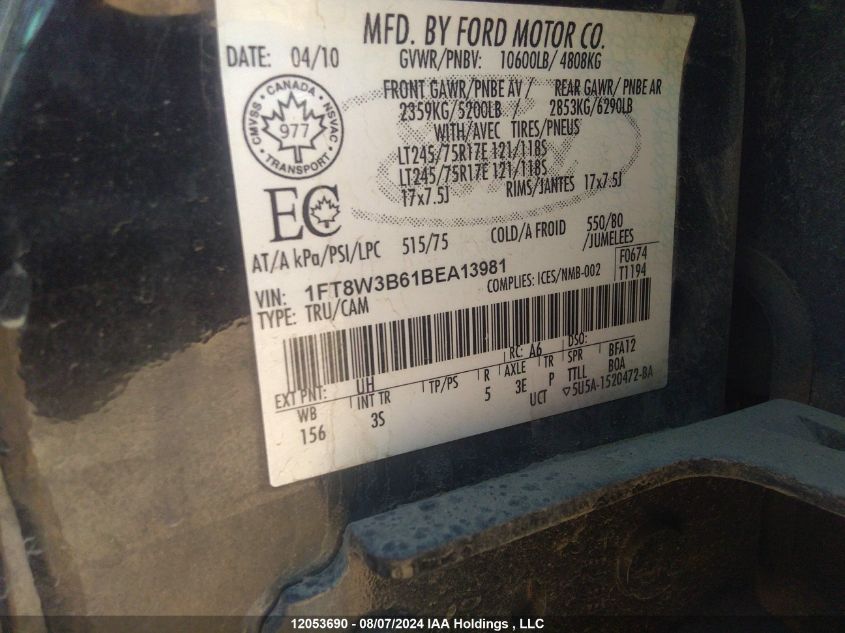 MFD. BY FORD MOTOR CO.
DATE: 04/10 GVWR/PNBV: 10600LB/ 4808KG
FRONT GAWR/PNBE AV / REAR GAWR/ PNBE AR
2359KG/5200LB / 2853KG/6290LB
WITH/AVEC TIRES/PNEUS
LT245/75R17E 121/118S
LT245/75R17E 121/118S
17x7.5J RIMS/JANTES 17x7.5J
CMVSS • CANADA • NSVAC
977
• TRANSPORT •
EC
AT/A kPa/PSI/LPC 515/75 COLD/A FROID 550/80
/JUMELEES
VIN: 1FT8W3B61BEA13981 COMPLIES: ICES/NMB-002 F0674
TYPE: TRU/CAM T1194
RC: A6 DSO:
EXT PNT: UH TP/PS R AXLE TR SPR BFA12
WB INT TR 5 3E P TTLL BOA
156 3S UCT ▽5U5A-1520472-BA
12053690 - 08/07/2024 IAA Holdings , LLC